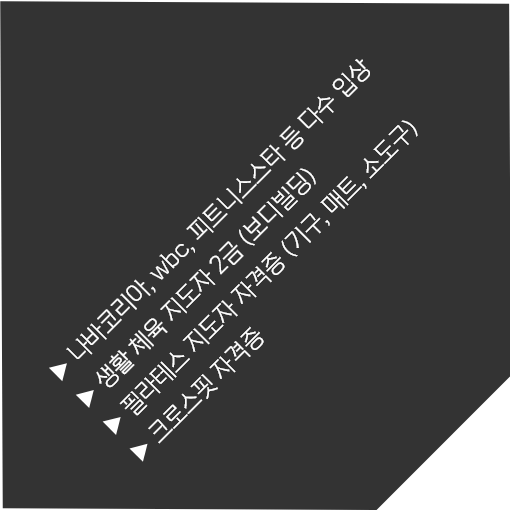 ▶ 나바코리아, wbc, 피트니스스타 등 다수 입상
▶ 생활 체육 지도자 2급 (보디빌딩)
▶ 필라테스 지도자 자격증 (기구, 매트, 소도구)
▶ 크로스핏 자격증